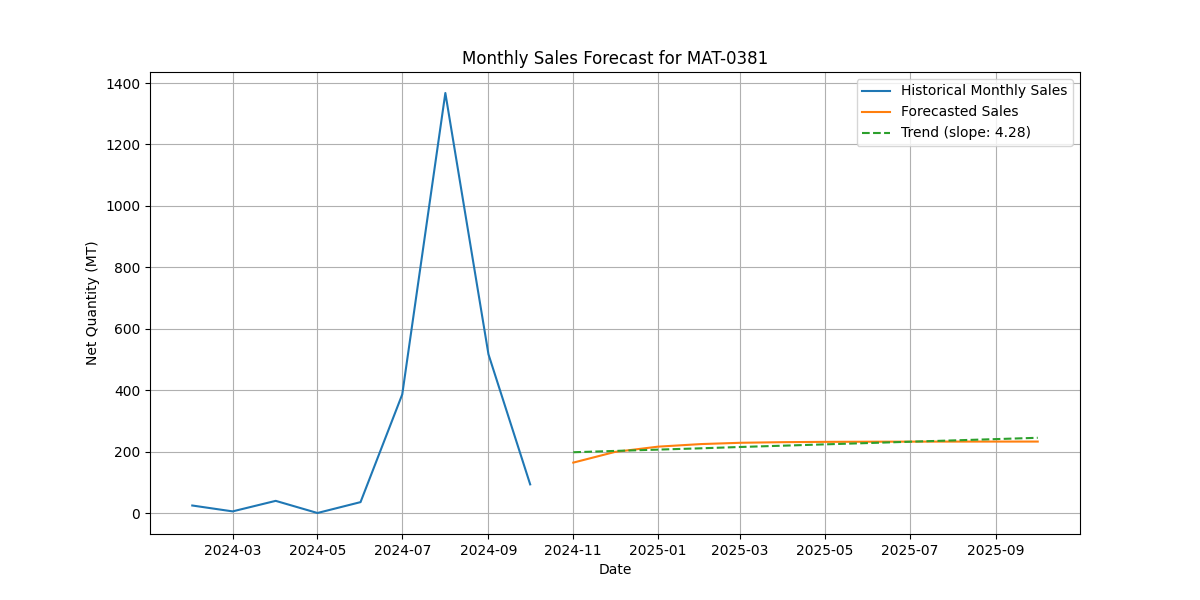 Monthly Sales Forecast for MAT-0381
Historical Monthly Sales
Forecasted Sales
Trend (slope: 4.28)
Net Quantity (MT)
1400
1200
1000
800
600
400
200
0
2024-03 2024-05 2024-07 2024-09 2024-11 2025-01 2025-03 2025-05 2025-07 2025-09
Date